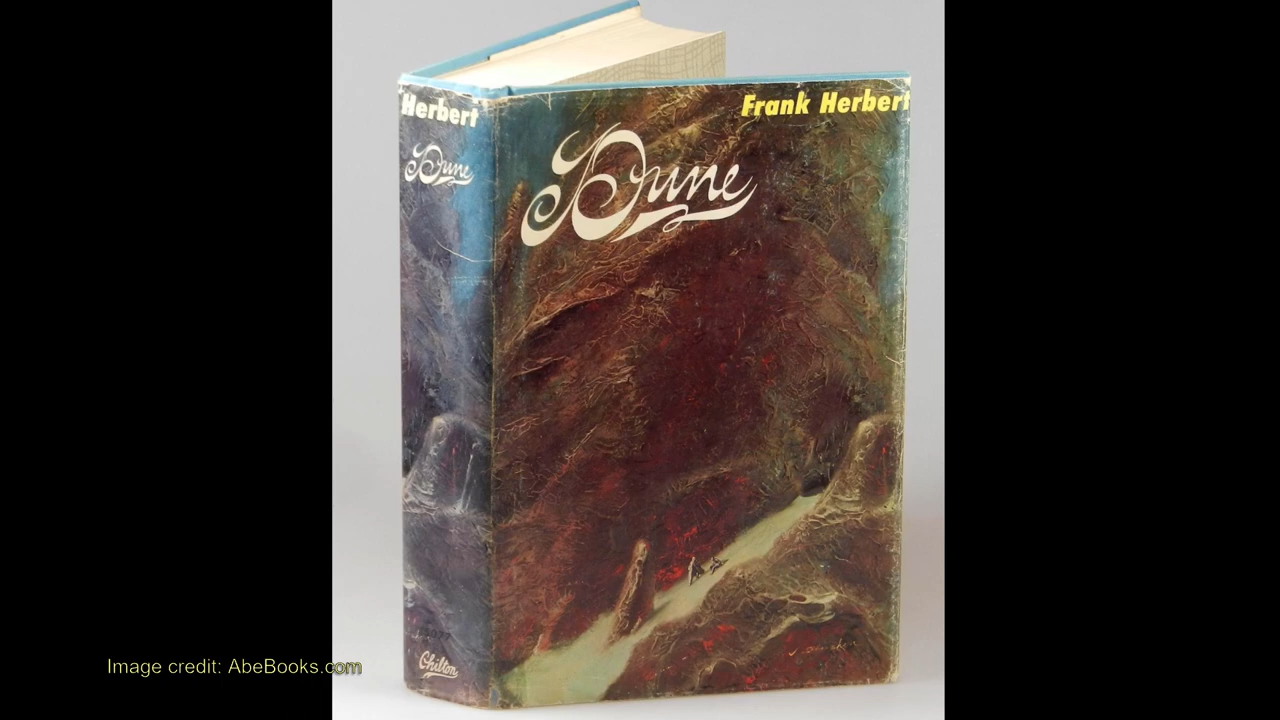 Herbert
Dune
Chilton
Frank Herbert
Dune
Image credit: AbeBooks.com